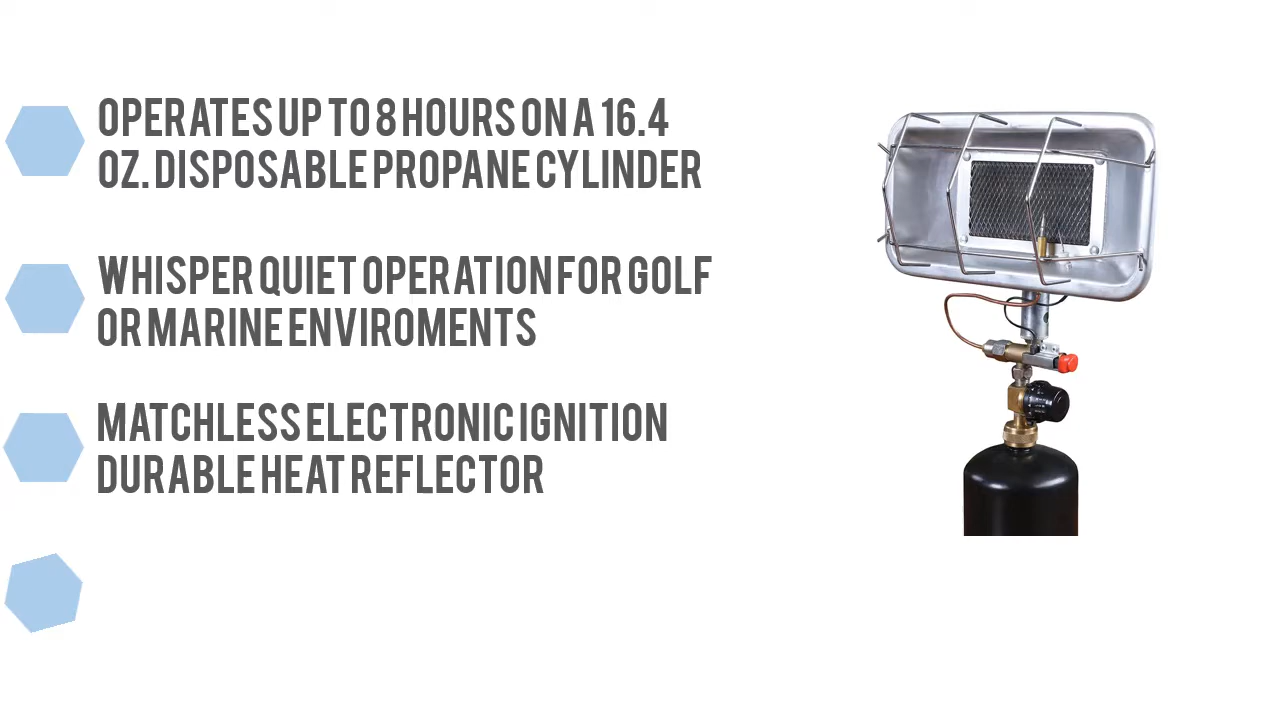 OPERATES UP TO 8 HOURS ON A 16.4
OZ. DISPOSABLE PROPANE CYLINDER
WHISPER QUIET OPERATION FOR GOLF
OR MARINE ENVIROMENTS
MATCHLESS ELECTRONIC IGNITION
DURABLE HEAT REFLECTOR